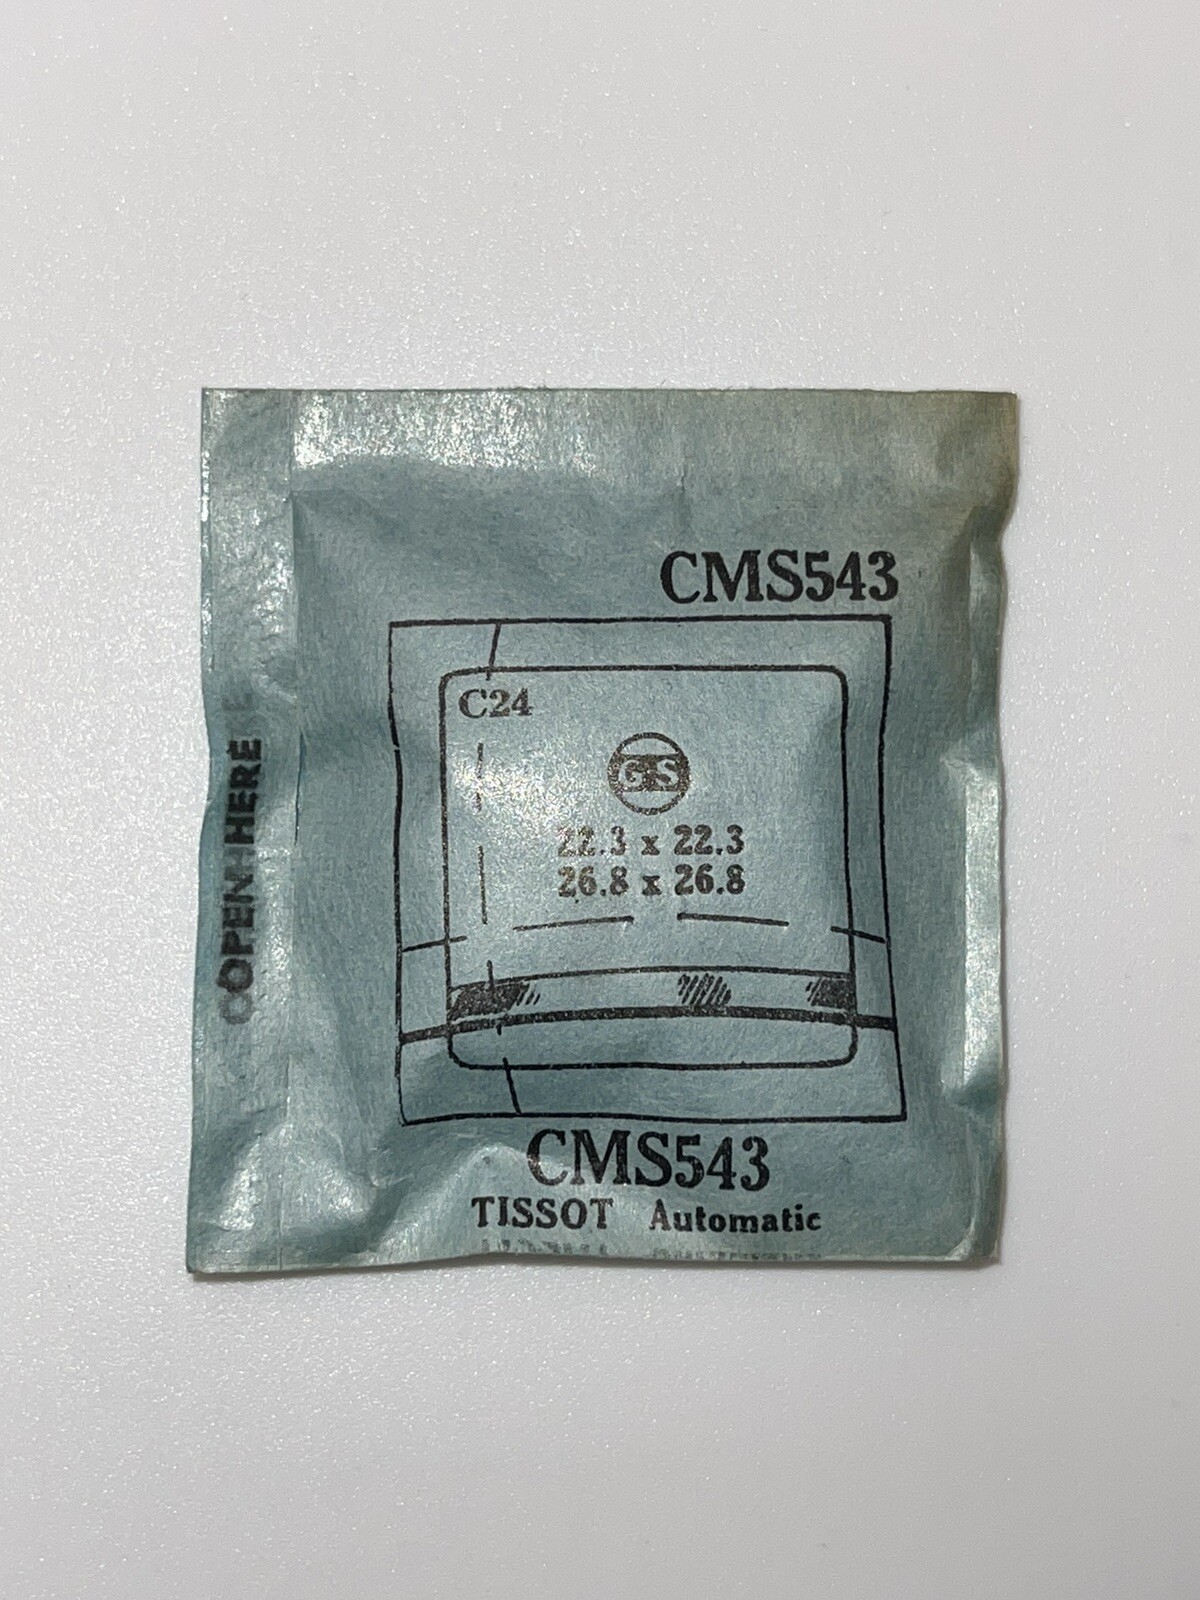 CMS543
C24
GS
22.3 x 22.3
26.8 x 26.8
CMS543
TISSOT Automatic
OPEN HERE